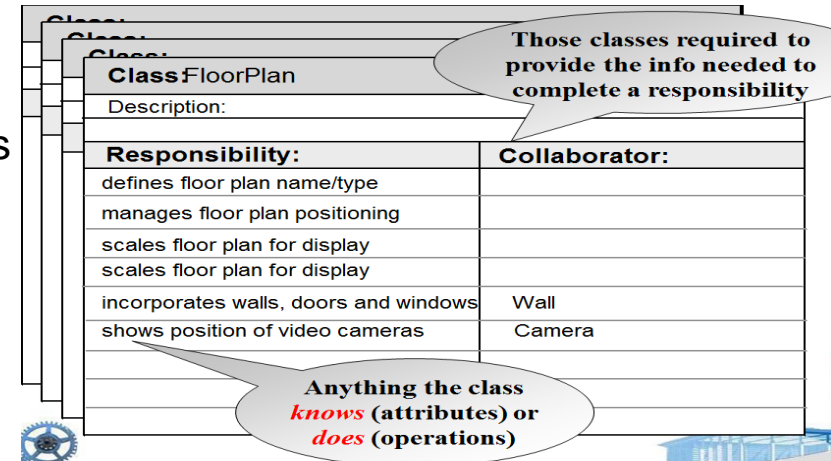 Class:
Class:
Class:
Class:FloorPlan
Those classes required to
provide the info needed to
complete a responsibility
Description:
s
Responsibility: Collaborator:
defines floor plan name/type
manages floor plan positioning
scales floor plan for display
scales floor plan for display
incorporates walls, doors and windows Wall
shows position of video cameras Camera
Anything the class
knows (attributes) or
does (operations)